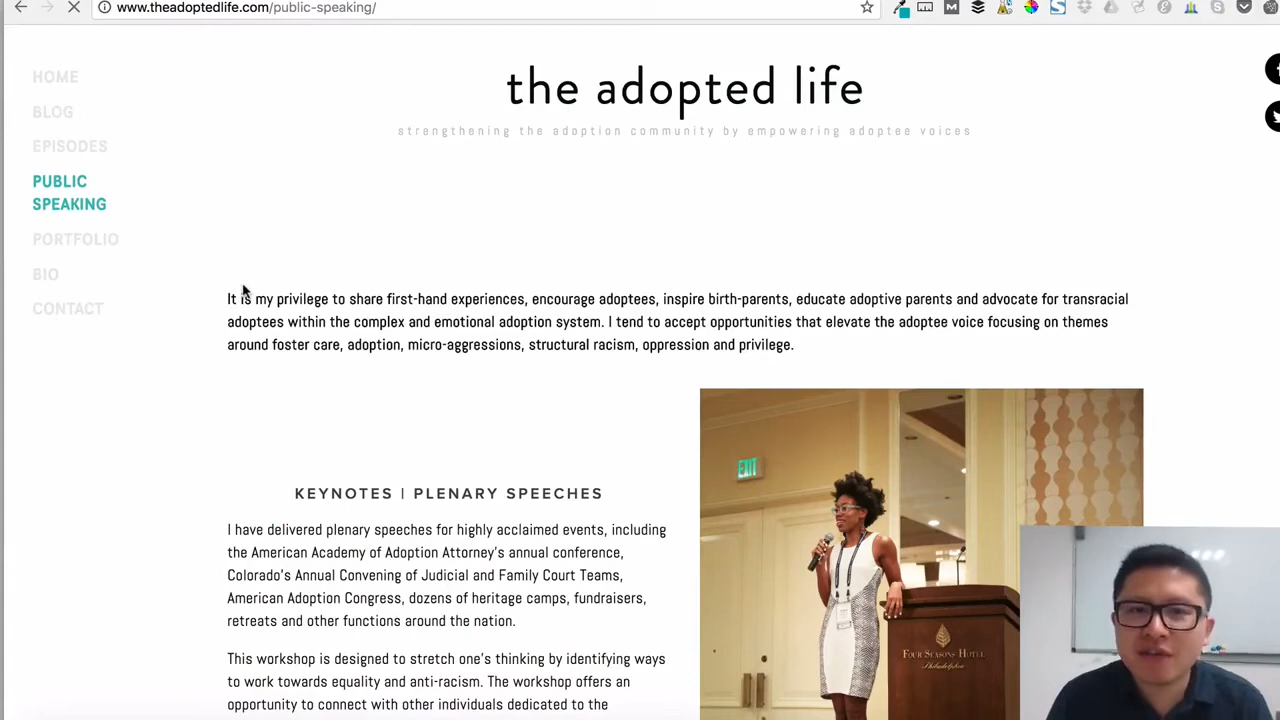 www.theadoptedlife.com/public-speaking/
HOME
BLOG
EPISODES
PUBLIC
SPEAKING
PORTFOLIO
BIO
CONTACT
the adopted life
strengthening the adoption community by empowering adoptee voices
It is my privilege to share first-hand experiences, encourage adoptees, inspire birth-parents, educate adoptive parents and advocate for transracial
adoptees within the complex and emotional adoption system. I tend to accept opportunities that elevate the adoptee voice focusing on themes
around foster care, adoption, micro-aggressions, structural racism, oppression and privilege.
KEYNOTES | PLENARY SPEECHES
I have delivered plenary speeches for highly acclaimed events, including
the American Academy of Adoption Attorney's annual conference,
Colorado's Annual Convening of Judicial and Family Court Teams,
American Adoption Congress, dozens of heritage camps, fundraisers,
retreats and other functions around the nation.
This workshop is designed to stretch one's thinking by identifying ways
to work towards equality and anti-racism. The workshop offers an
opportunity to connect with other individuals dedicated to the
EXIT
FOUR SEASONS HOTEL
Philadelphia